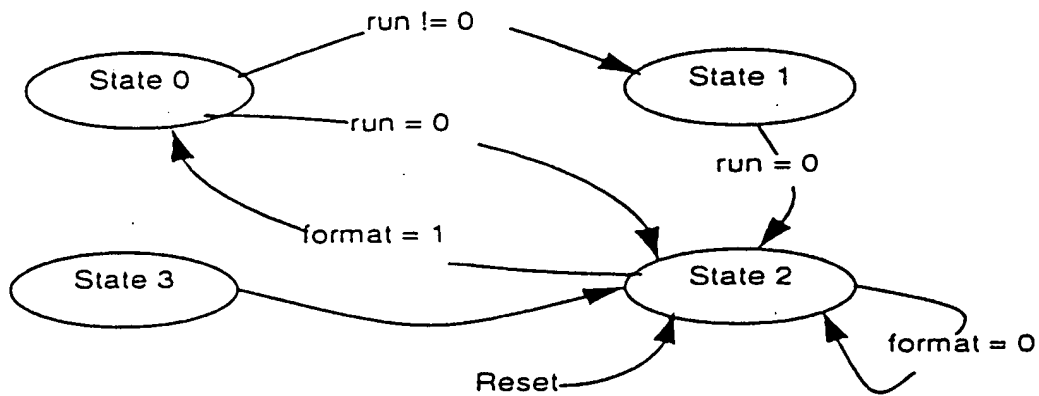 run != 0
State 0
State 1
run = 0
run = 0
format = 1
State 3
State 2
format = 0
Reset